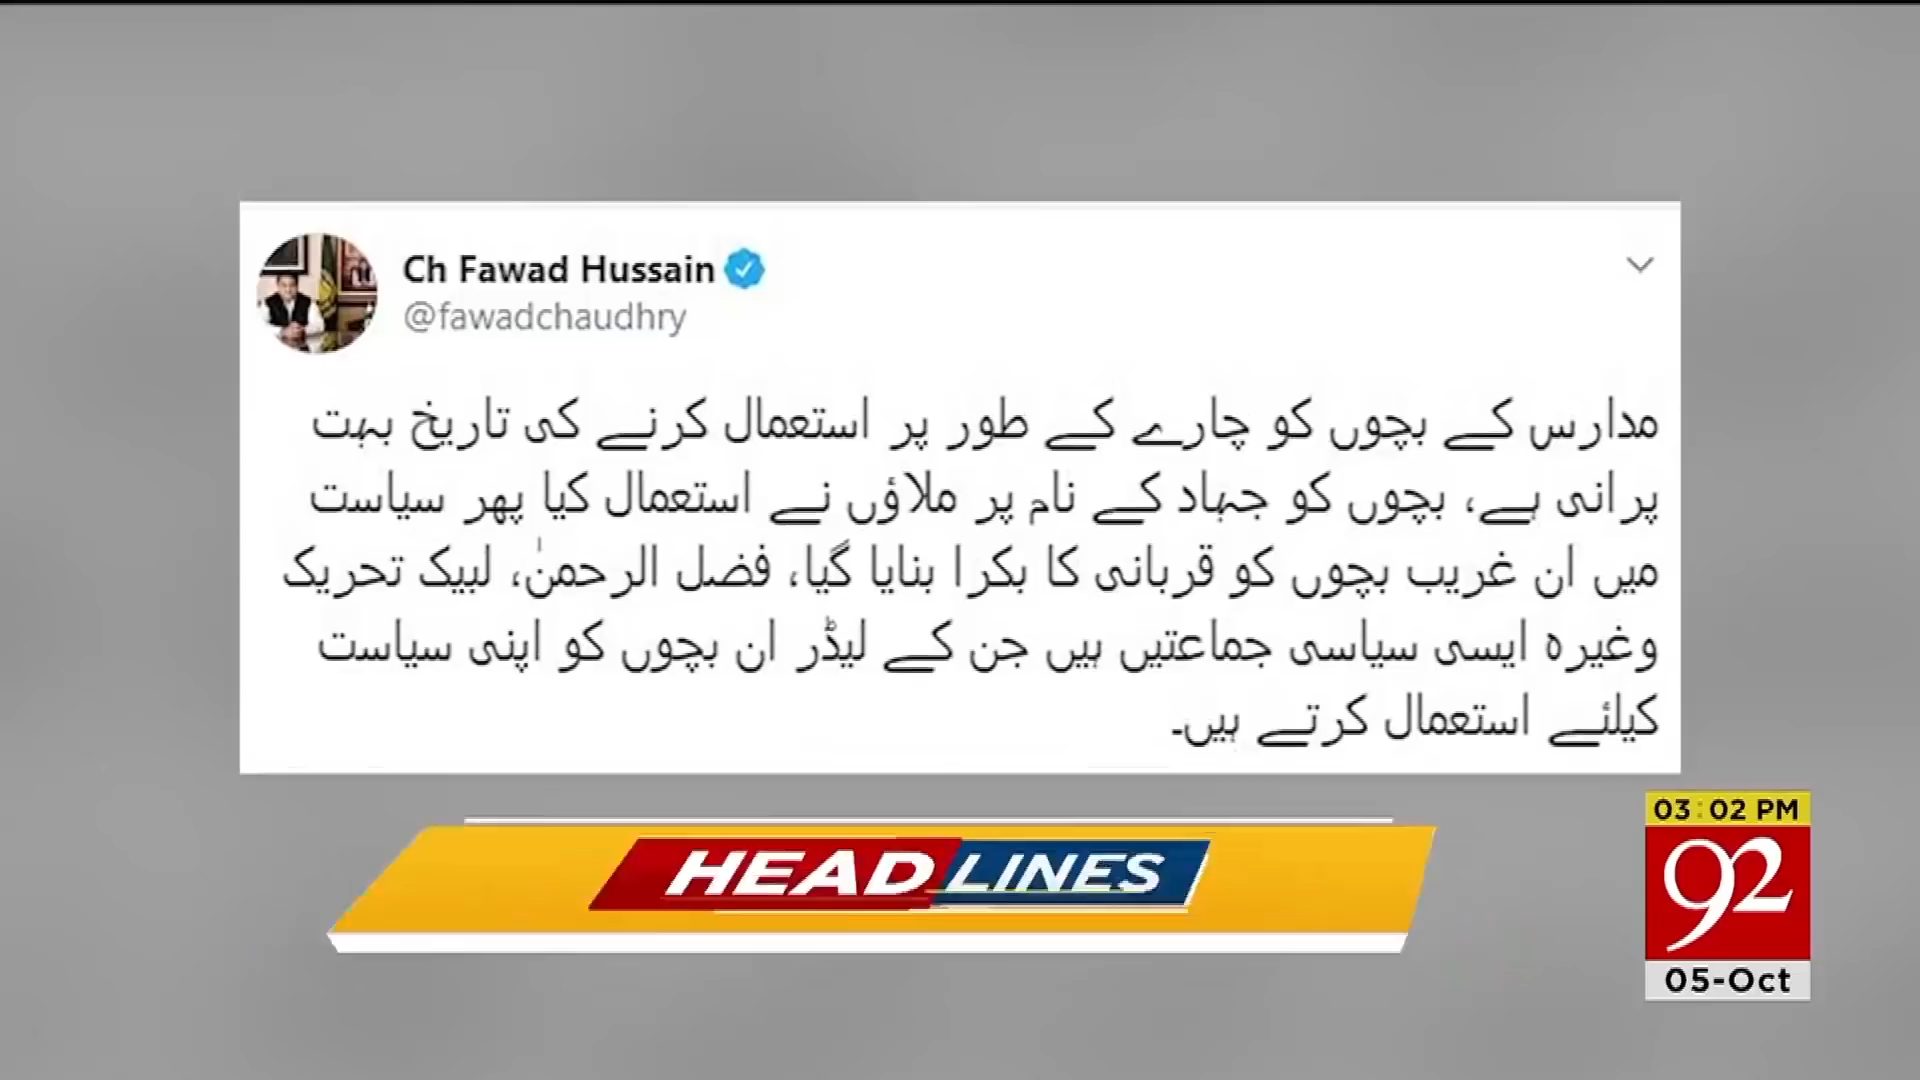 Ch Fawad Hussain
@fawadchaudhry
مدارس کے بچوں کو چارے کے طور پر استعمال کرنے کی تاریخ بہت
پرانی ہے، بچوں کو جہاد کے نام پر ملاؤں نے استعمال کیا پھر سیاست
میں ان غریب بچوں کو قربانی کا بکرا بنایا گیا، فضل الرحمنٰ، لبیک تحریک
وغیرہ ایسی سیاسی جماعتیں ہیں جن کے لیڈر ان بچوں کو اپنی سیاست
کیلئے استعمال کرتے ہیں۔
HEADLINES
03:02 PM
92
05-Oct